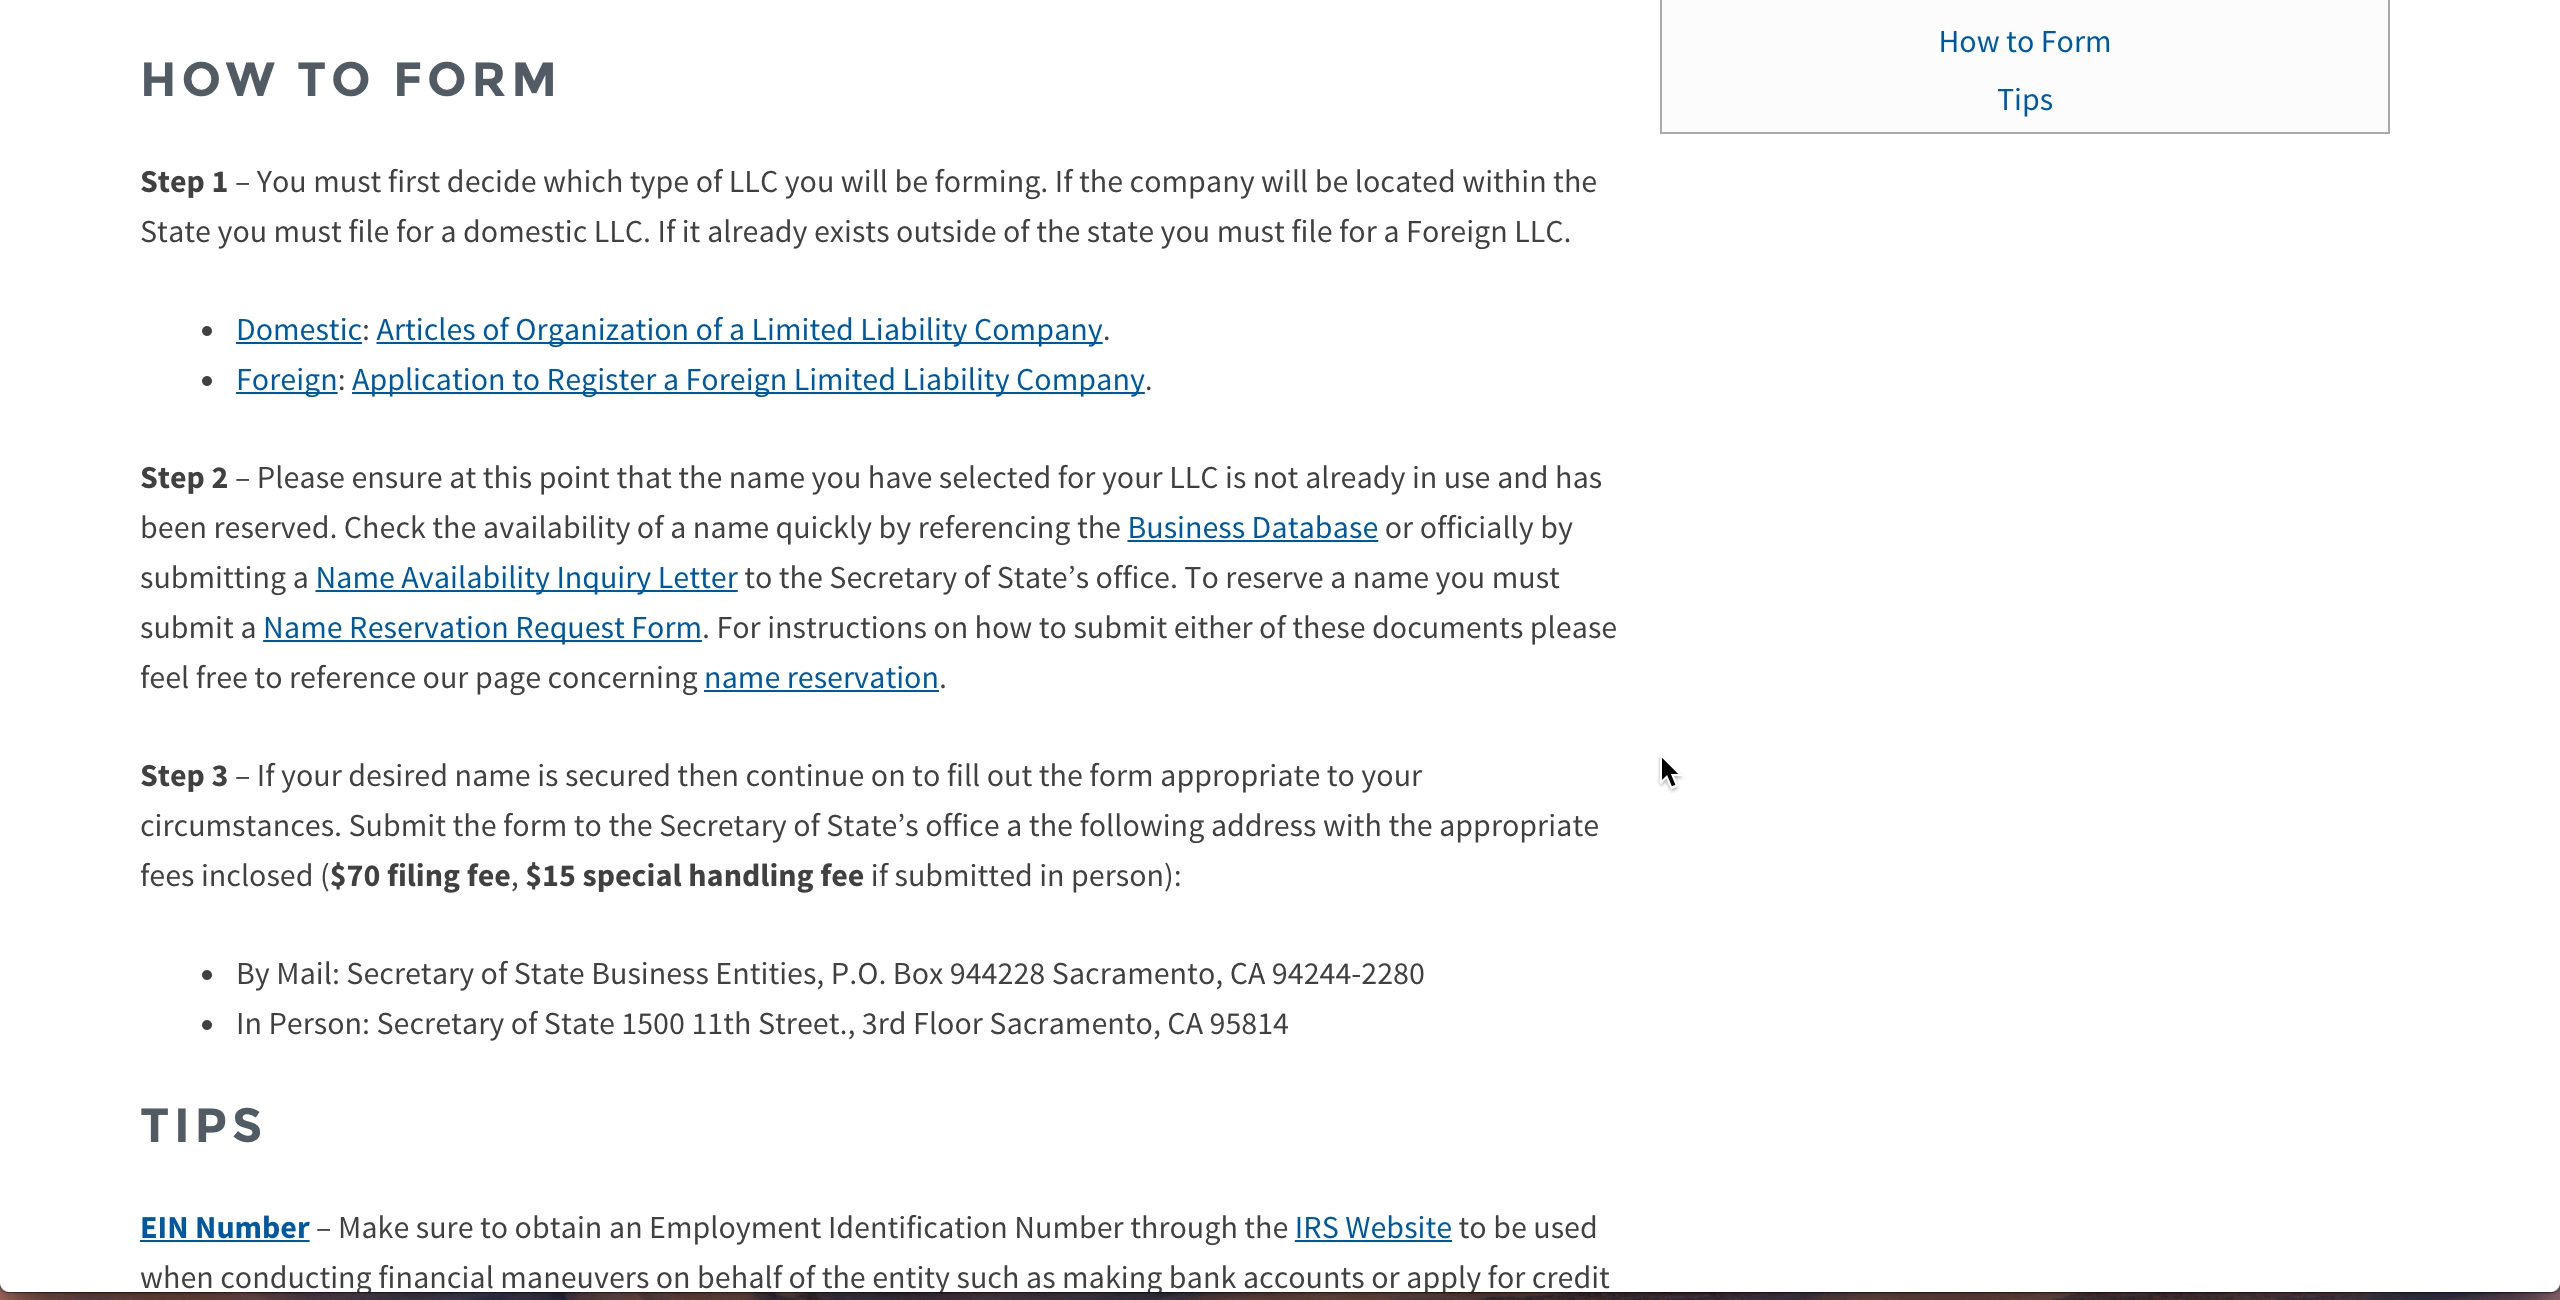 How to Form
Tips
HOW TO FORM
Step 1 – You must first decide which type of LLC you will be forming. If the company will be located within the
State you must file for a domestic LLC. If it already exists outside of the state you must file for a Foreign LLC.
• Domestic: Articles of Organization of a Limited Liability Company.
• Foreign: Application to Register a Foreign Limited Liability Company.
Step 2 – Please ensure at this point that the name you have selected for your LLC is not already in use and has
been reserved. Check the availability of a name quickly by referencing the Business Database or officially by
submitting a Name Availability Inquiry Letter to the Secretary of State’s office. To reserve a name you must
submit a Name Reservation Request Form. For instructions on how to submit either of these documents please
feel free to reference our page concerning name reservation.
Step 3 – If your desired name is secured then continue on to fill out the form appropriate to your
circumstances. Submit the form to the Secretary of State’s office a the following address with the appropriate
fees inclosed ($70 filing fee, $15 special handling fee if submitted in person):
• By Mail: Secretary of State Business Entities, P.O. Box 944228 Sacramento, CA 94244-2280
• In Person: Secretary of State 1500 11th Street., 3rd Floor Sacramento, CA 95814
TIPS
EIN Number – Make sure to obtain an Employment Identification Number through the IRS Website to be used
when conducting financial maneuvers on behalf of the entity such as making bank accounts or apply for credit